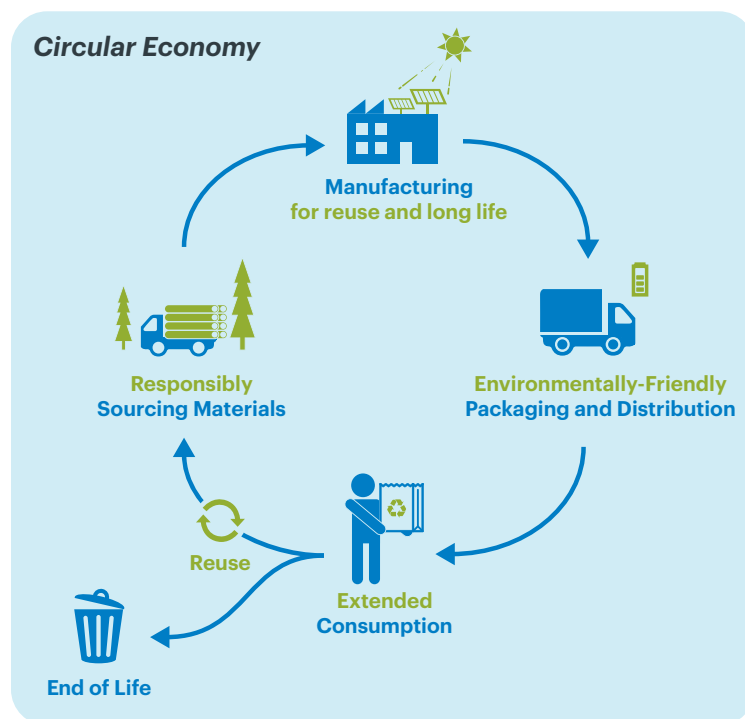 Circular Economy
Manufacturing
for reuse and long life
Environmentally-Friendly
Packaging and Distribution
Responsibly
Sourcing Materials
Reuse
Extended
Consumption
End of Life